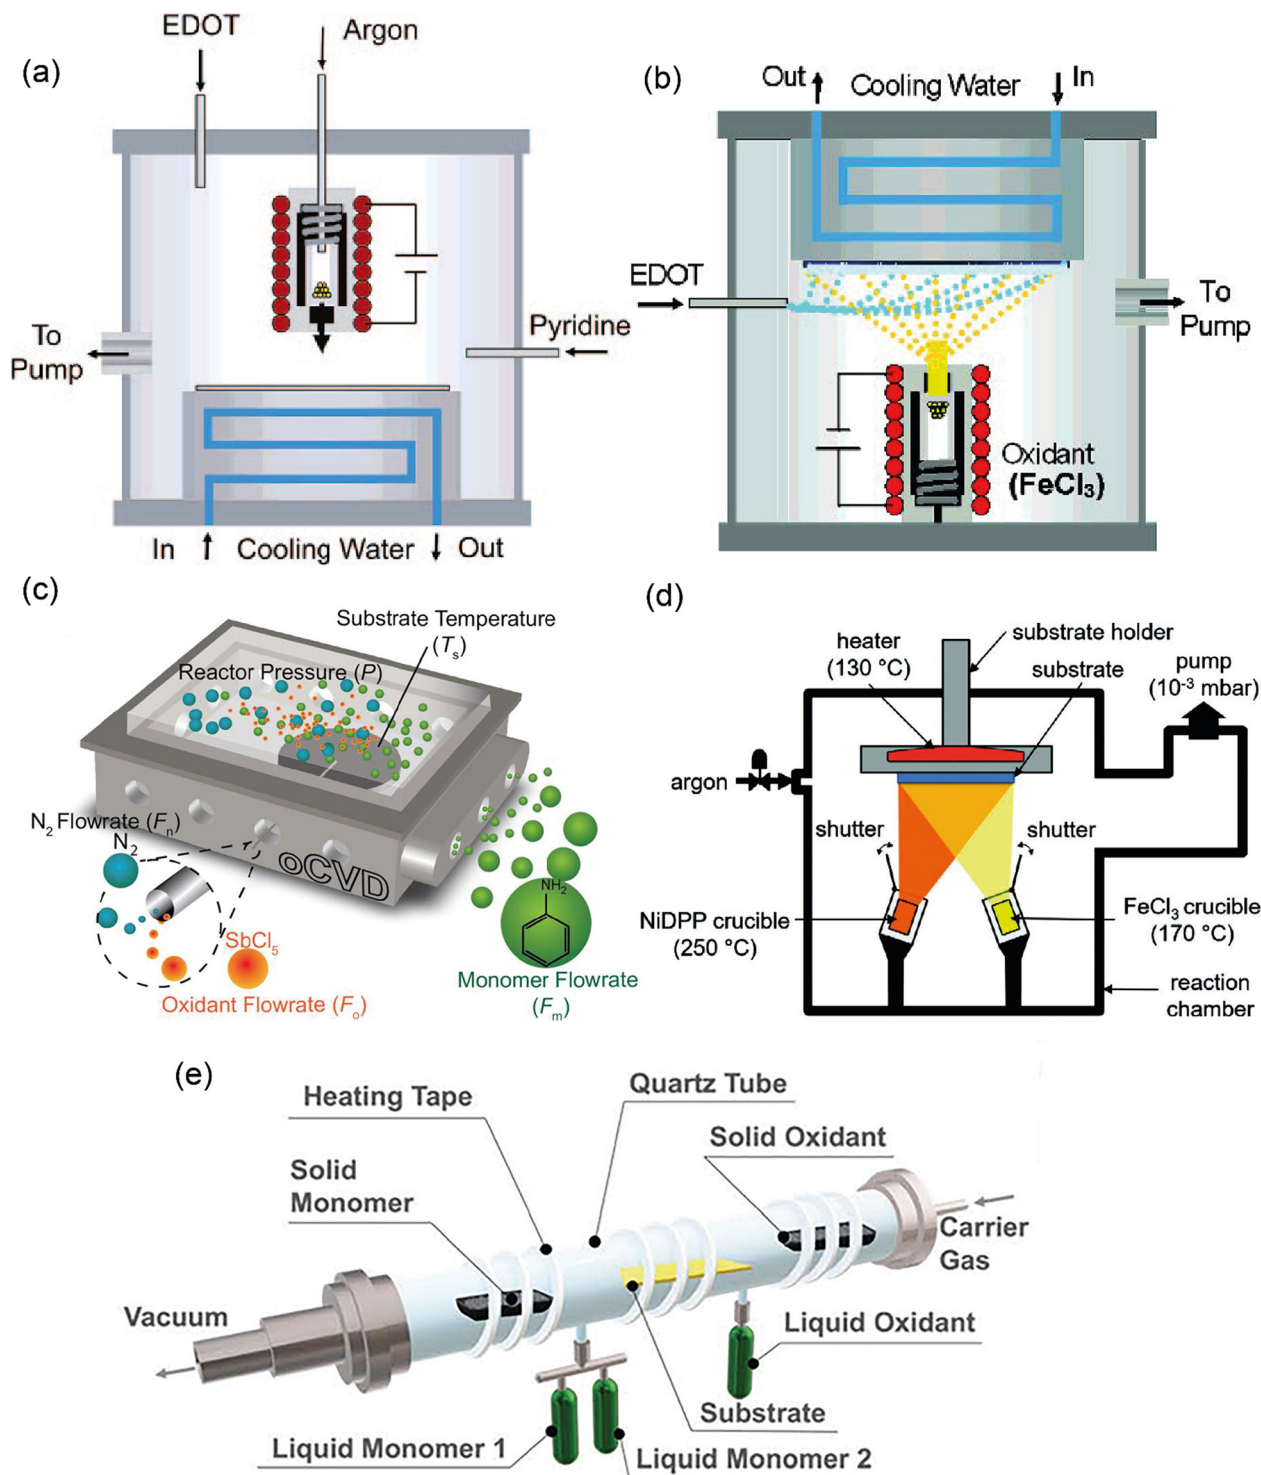 (a)
EDOT
Argon
To
Pump
Pyridine
In
Cooling Water
Out
(b)
Out
Cooling Water
In
EDOT
To
Pump
Oxidant
(FeCl₃)
(c)
Substrate Temperature
(Tₛ)
Reactor Pressure (P)
N₂ Flowrate (Fₙ)
N₂
oCVD
SbCl₅
Oxidant Flowrate (Fₒ)
NH₂
Monomer Flowrate
(Fₘ)
(d)
heater
(130 °C)
substrate holder
substrate
pump
(10⁻³ mbar)
argon
shutter
shutter
NiDPP crucible
(250 °C)
FeCl₃ crucible
(170 °C)
reaction
chamber
(e)
Heating Tape
Quartz Tube
Solid Oxidant
Solid
Monomer
Carrier
Gas
Vacuum
Liquid Oxidant
Substrate
Liquid Monomer 1
Liquid Monomer 2